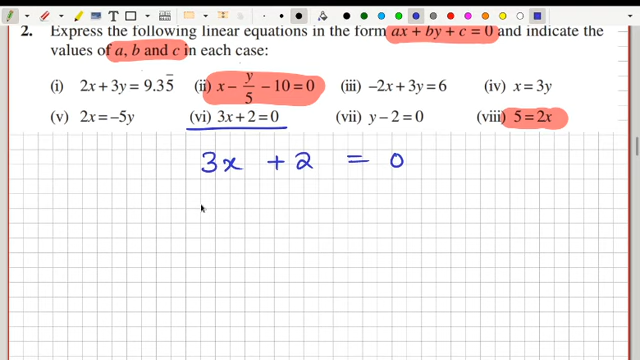 2. Express the following linear equations in the form ax + by + c = 0 and indicate the
values of a, b and c in each case:
(i) 2x + 3y = 9.35̅ (ii) x − y/5 − 10 = 0 (iii) −2x + 3y = 6 (iv) x = 3y
(v) 2x = −5y (vi) 3x + 2 = 0 (vii) y − 2 = 0 (viii) 5 = 2x
3x + 2 = 0